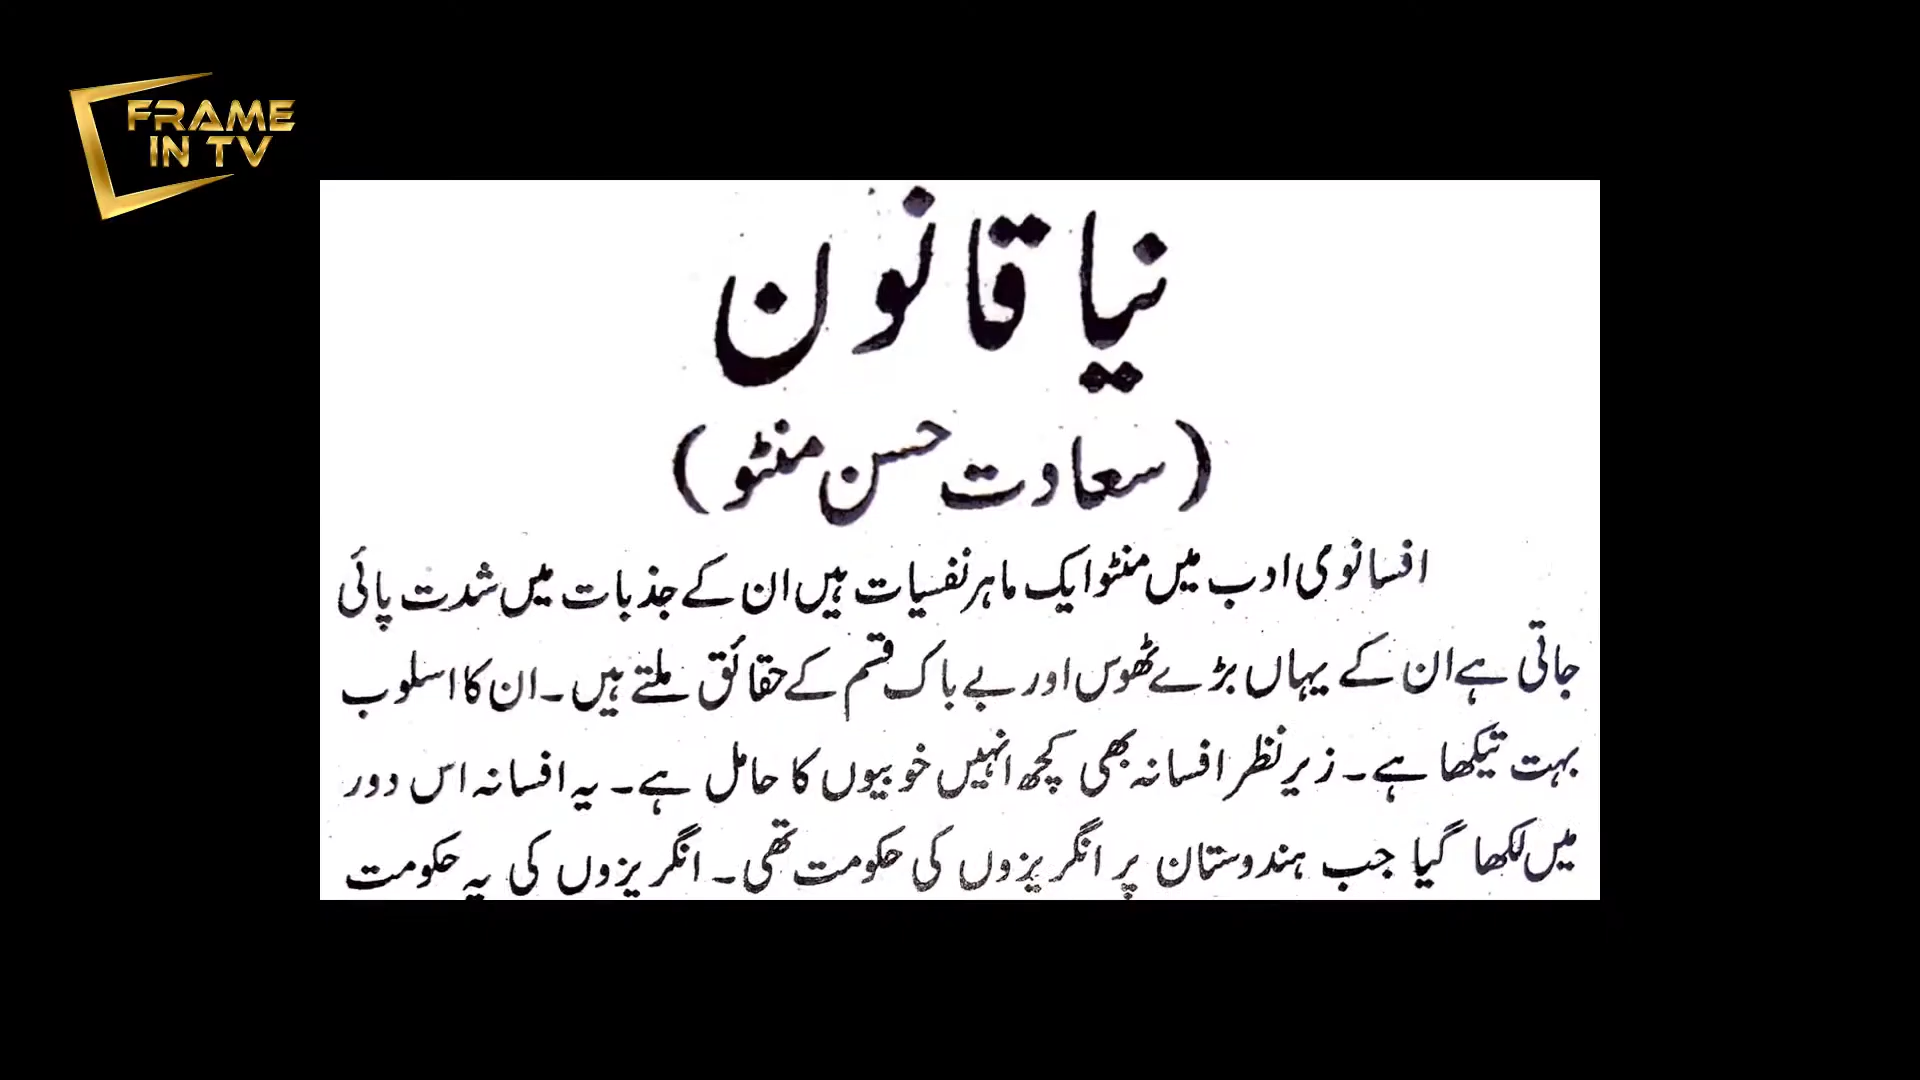 FRAME
IN TV
نیا قانون
(سعادت حسن منٹو)
افسانوی ادب میں منٹو ایک ماہر نفسیات ہیں ان کے جذبات میں شدت پائی
جاتی ہے ان کے یہاں بڑے ٹھوس اور بے باک قسم کے حقائق ملتے ہیں۔ ان کا اسلوب
بہت تیکھا ہے۔ زیر نظر افسانہ بھی کچھ انہیں خوبیوں کا حامل ہے۔ یہ افسانہ اس دور
میں لکھا گیا جب ہندوستان پر انگریزوں کی حکومت تھی۔ انگریزوں کی یہ حکومت